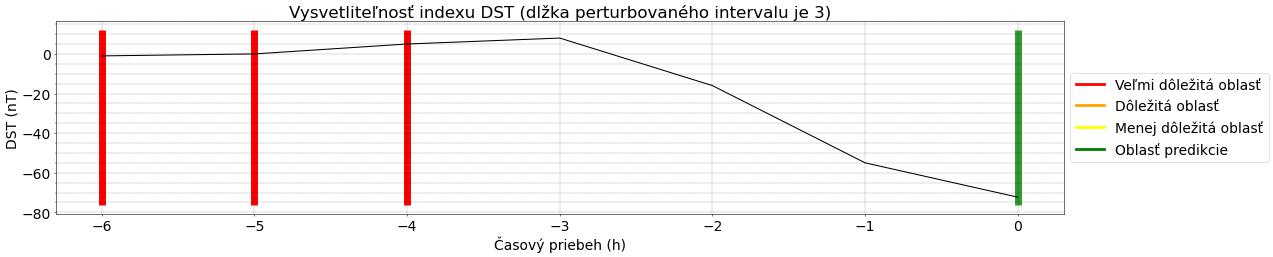 Vysvetliteľnosť indexu DST (dlžka perturbovaného intervalu je 3)
DST (nT)
0
−20
−40
−60
−80
−6
−5
−4
−3
−2
−1
0
Časový priebeh (h)
Veľmi dôležitá oblasť
Dôležitá oblasť
Menej dôležitá oblasť
Oblasť predikcie